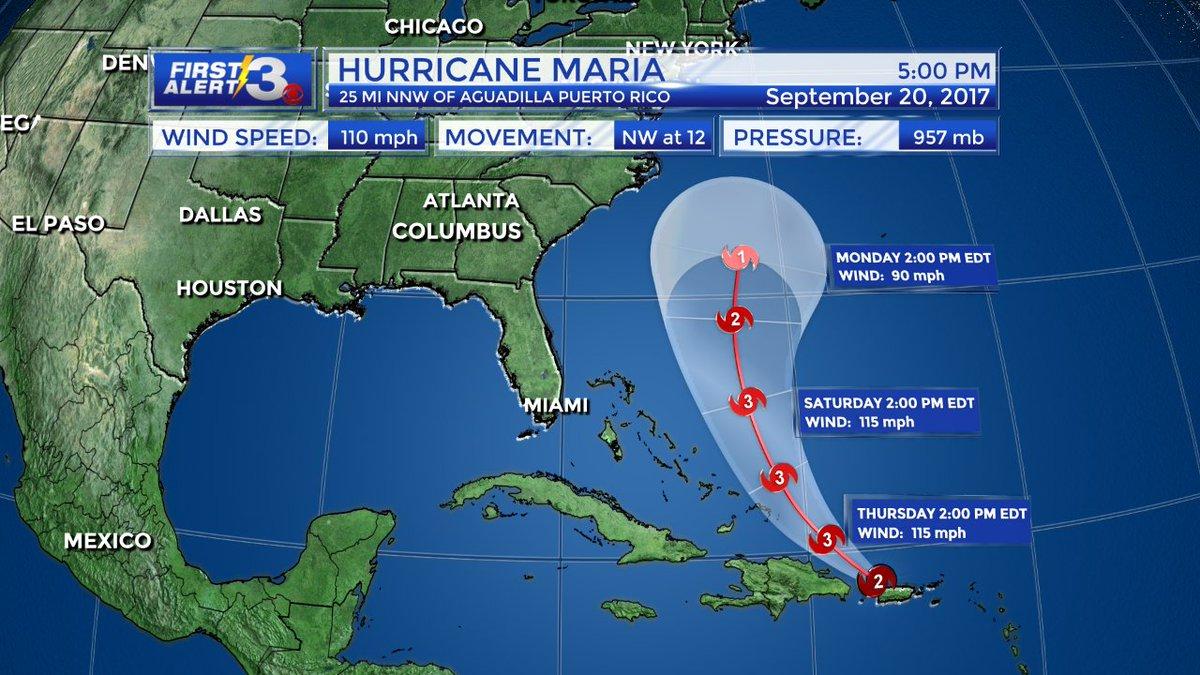 CHICAGO
NEW YORK
FIRST
ALERT 3
HURRICANE MARIA
5:00 PM
25 MI NNW OF AGUADILLA PUERTO RICO
September 20, 2017
WIND SPEED: 110 mph
MOVEMENT: NW at 12
PRESSURE: 957 mb
ATLANTA
DALLAS
EL PASO
COLUMBUS
HOUSTON
1
MONDAY 2:00 PM EDT
WIND: 90 mph
2
MIAMI
3
SATURDAY 2:00 PM EDT
WIND: 115 mph
3
MEXICO
3
THURSDAY 2:00 PM EDT
WIND: 115 mph
2